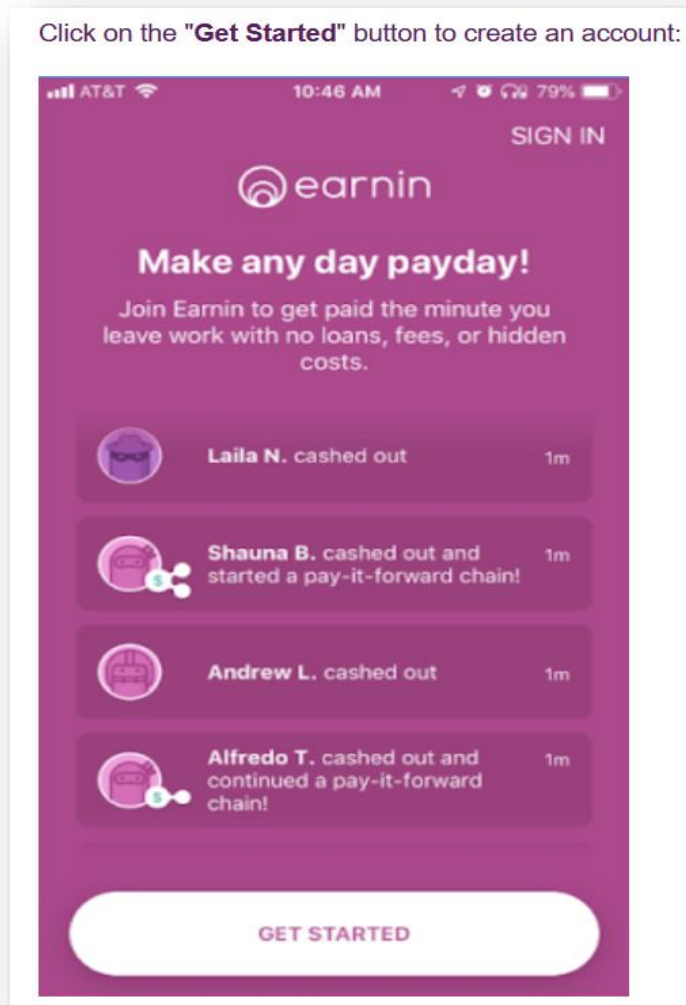 Click on the "Get Started" button to create an account:
AT&T 10:46 AM 79%
SIGN IN
earnin
Make any day payday!
Join Earnin to get paid the minute you
leave work with no loans, fees, or hidden
costs.
Laila N. cashed out 1m
Shauna B. cashed out and 1m
started a pay-it-forward chain!
Andrew L. cashed out 1m
Alfredo T. cashed out and 1m
continued a pay-it-forward
chain!
GET STARTED